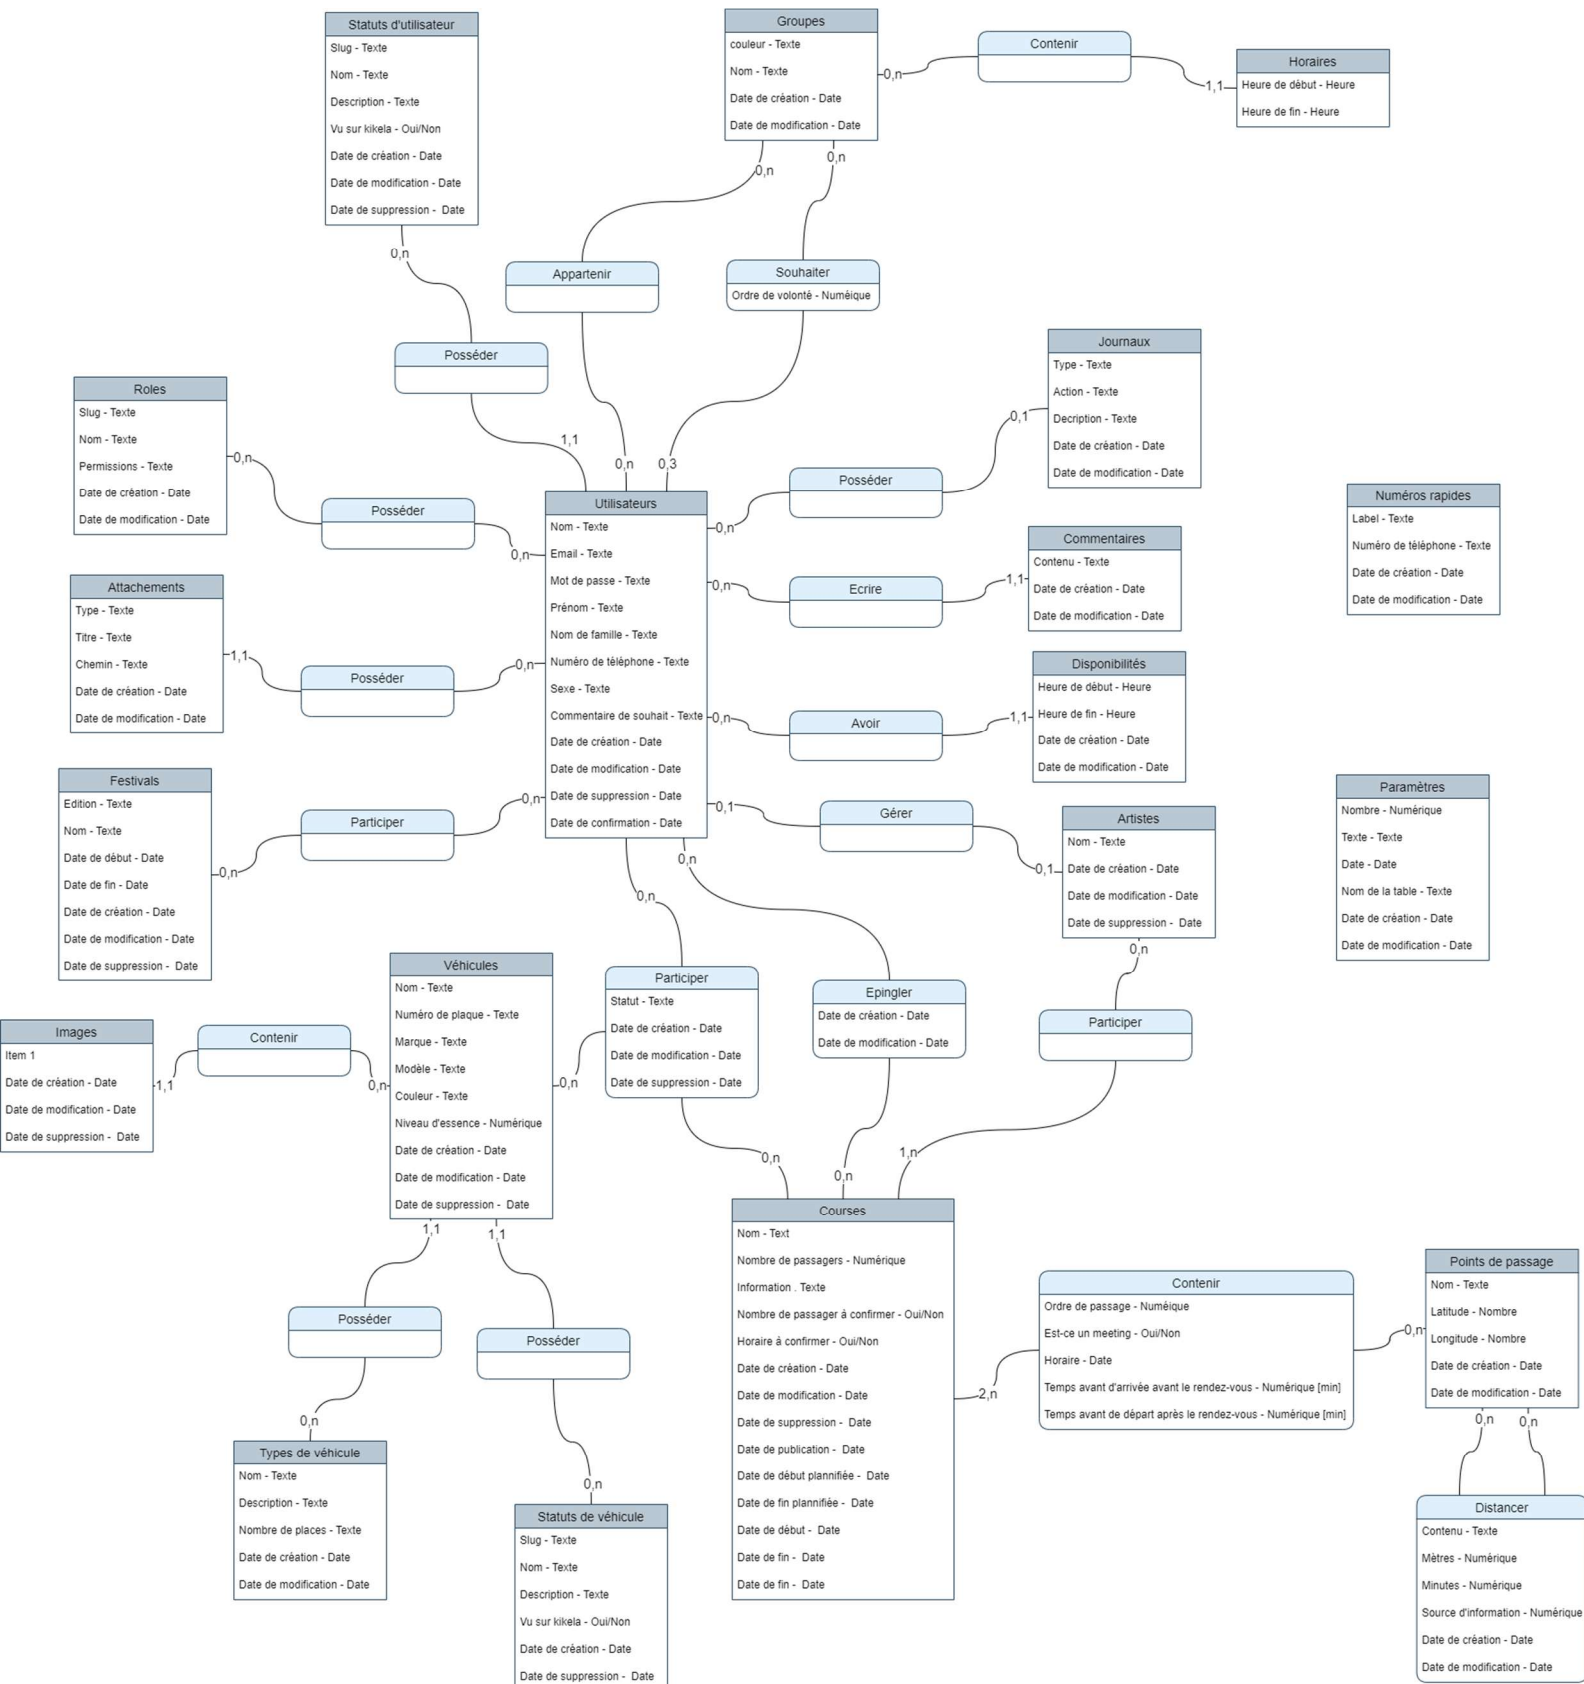 Statuts d'utilisateur
Slug - Texte
Nom - Texte
Description - Texte
Vu sur kikela - Oui/Non
Date de création - Date
Date de modification - Date
Date de suppression - Date
0,n
Groupes
couleur - Texte
Nom - Texte
Date de création - Date
Date de modification - Date
0,n
0,n
0,n
Contenir
1,1
Horaires
Heure de début - Heure
Heure de fin - Heure
Appartenir
Souhaiter
Ordre de volonté - Numéique
Posséder
1,1
0,n
0,3
Roles
Slug - Texte
Nom - Texte
Permissions - Texte
Date de création - Date
Date de modification - Date
0,n
Posséder
0,n
Journaux
Type - Texte
Action - Texte
Decription - Texte
Date de création - Date
Date de modification - Date
0,1
Posséder
0,n
Utilisateurs
Nom - Texte
Email - Texte
Mot de passe - Texte
Prénom - Texte
Nom de famille - Texte
Numéro de téléphone - Texte
Sexe - Texte
Commentaire de souhait - Texte
Date de création - Date
Date de modification - Date
Date de suppression - Date
Date de confirmation - Date
Numéros rapides
Label - Texte
Numéro de téléphone - Texte
Date de création - Date
Date de modification - Date
Commentaires
Contenu - Texte
Date de création - Date
Date de modification - Date
1,1
Ecrire
0,n
Attachements
Type - Texte
Titre - Texte
Chemin - Texte
Date de création - Date
Date de modification - Date
1,1
Posséder
0,n
Disponibilités
Heure de début - Heure
Heure de fin - Heure
Date de création - Date
Date de modification - Date
1,1
Avoir
0,n
Festivals
Edition - Texte
Nom - Texte
Date de début - Date
Date de fin - Date
Date de création - Date
Date de modification - Date
Date de suppression - Date
0,n
Participer
0,n
0,1
Gérer
0,1
Artistes
Nom - Texte
Date de création - Date
Date de modification - Date
Date de suppression - Date
0,n
Paramètres
Nombre - Numérique
Texte - Texte
Date - Date
Nom de la table - Texte
Date de création - Date
Date de modification - Date
0,n
0,n
Véhicules
Nom - Texte
Numéro de plaque - Texte
Marque - Texte
Modèle - Texte
Couleur - Texte
Niveau d'essence - Numérique
Date de création - Date
Date de modification - Date
Date de suppression - Date
Participer
Statut - Texte
Date de création - Date
Date de modification - Date
Date de suppression - Date
0,n
Epingler
Date de création - Date
Date de modification - Date
Participer
Images
Item 1
Date de création - Date
Date de modification - Date
Date de suppression - Date
1,1
Contenir
0,n
0,n
0,n
1,n
Courses
Nom - Text
Nombre de passagers - Numérique
Information . Texte
Nombre de passager à confirmer - Oui/Non
Horaire à confirmer - Oui/Non
Date de création - Date
Date de modification - Date
Date de suppression - Date
Date de publication - Date
Date de début plannifiée - Date
Date de fin plannifiée - Date
Date de début - Date
Date de fin - Date
Date de fin - Date
2,n
Contenir
Ordre de passage - Numéique
Est-ce un meeting - Oui/Non
Horaire - Date
Temps avant d'arrivée avant le rendez-vous - Numérique [min]
Temps avant de départ après le rendez-vous - Numérique [min]
0,n
Points de passage
Nom - Texte
Latitude - Nombre
Longitude - Nombre
Date de création - Date
Date de modification - Date
0,n
0,n
Distancer
Contenu - Texte
Mètres - Numérique
Minutes - Numérique
Source d'information - Numérique
Date de création - Date
Date de modification - Date
1,1
1,1
Posséder
Posséder
0,n
0,n
Types de véhicule
Nom - Texte
Description - Texte
Nombre de places - Texte
Date de création - Date
Date de modification - Date
Statuts de véhicule
Slug - Texte
Nom - Texte
Description - Texte
Vu sur kikela - Oui/Non
Date de création - Date
Date de suppression - Date